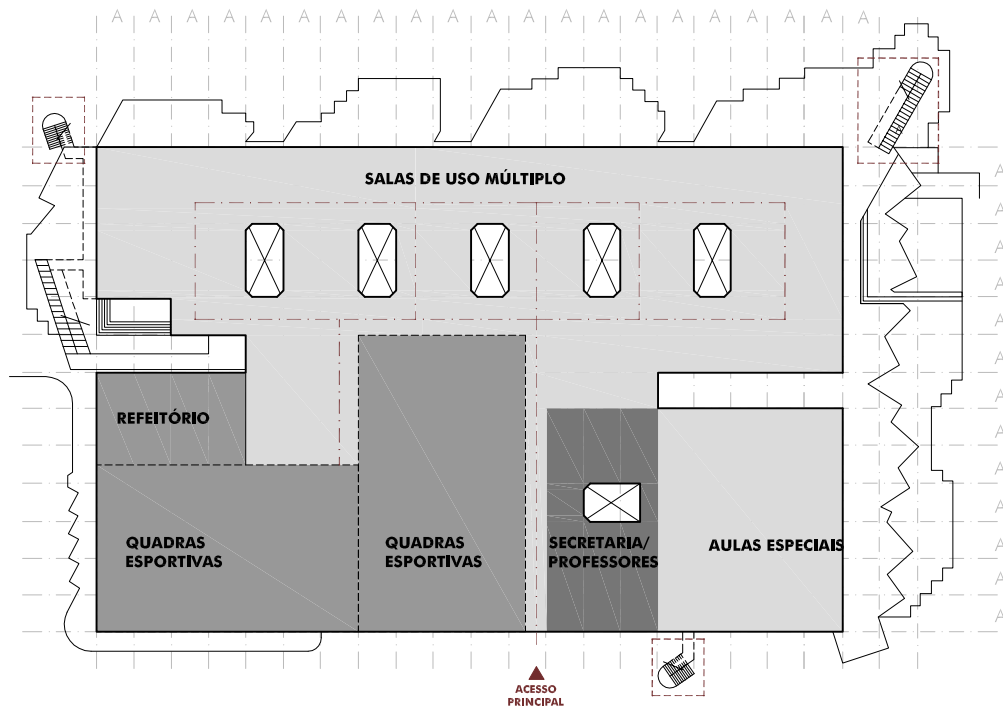 A A A A A A A A A A A A A A A A A A A A A
A
SALAS DE USO MÚLTIPLO
A
A
A
A
A
A
REFEITÓRIO
A
A
A
QUADRAS
ESPORTIVAS
QUADRAS
ESPORTIVAS
SECRETARIA/
PROFESSORES
AULAS ESPECIAIS
A
A
A
ACESSO
PRINCIPAL